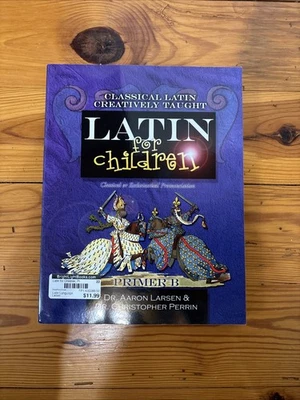 CLASSICAL LATIN
CREATIVELY TAUGHT
LATIN
for
children
Classical or Ecclesiastical Pronunciation
PRIMER B
DR. AARON LARSEN &
DR. CHRISTOPHER PERRIN
$11.99